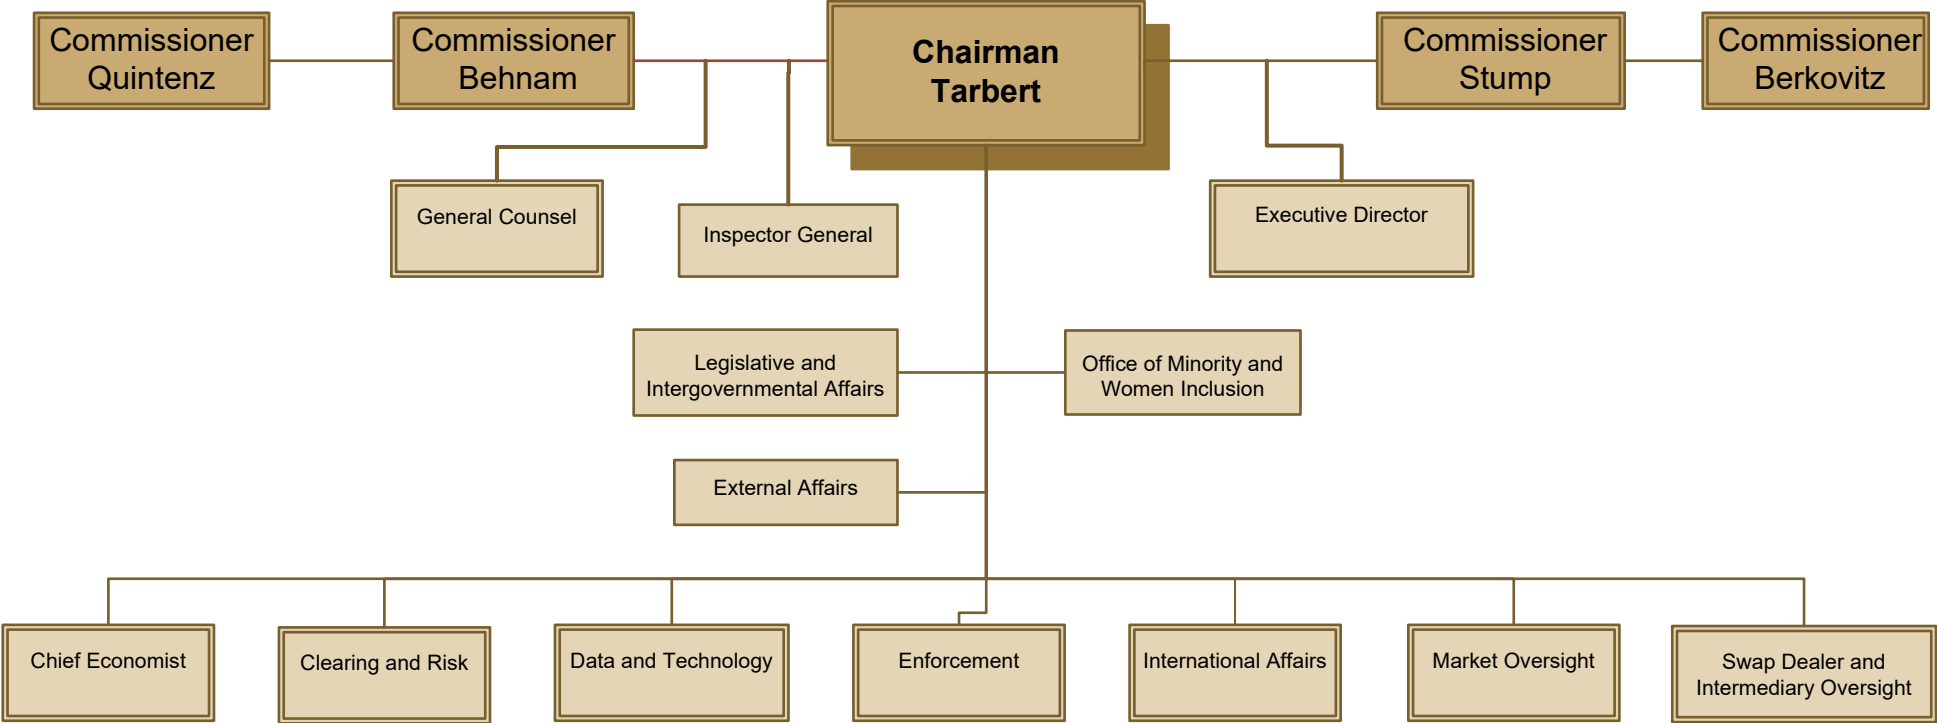 Commissioner
Quintenz
Commissioner
Behnam
Chairman
Tarbert
Commissioner
Stump
Commissioner
Berkovitz
General Counsel
Inspector General
Executive Director
Legislative and
Intergovernmental Affairs
Office of Minority and
Women Inclusion
External Affairs
Chief Economist
Clearing and Risk
Data and Technology
Enforcement
International Affairs
Market Oversight
Swap Dealer and
Intermediary Oversight